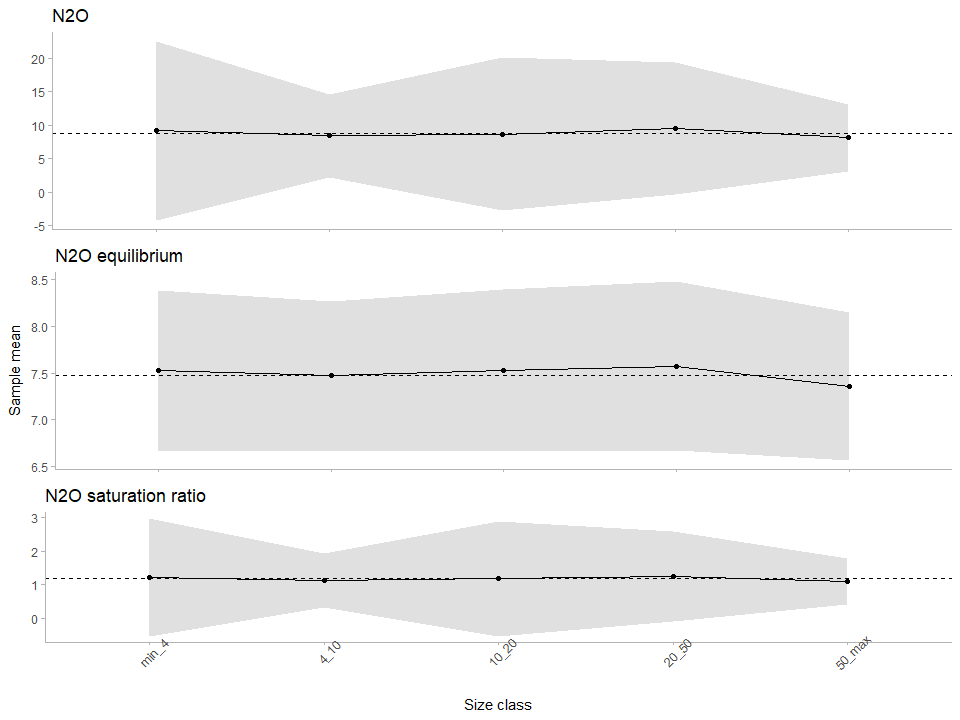 N2O
20
15
10
5
0
-5
N2O equilibrium
8.5
8.0
7.5
7.0
6.5
Sample mean
N2O saturation ratio
3
2
1
0
min_4
4_10
10_20
20_50
50_max
Size class